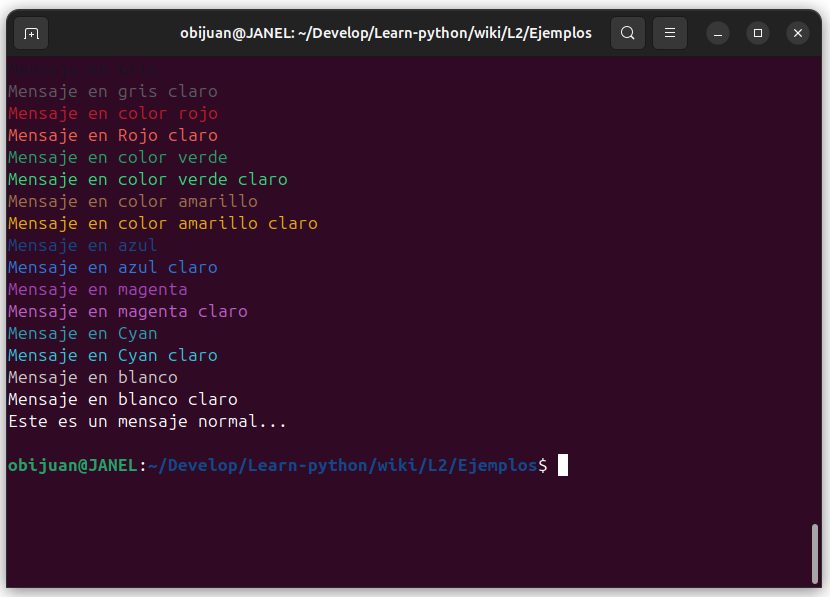 obijuan@JANEL: ~/Develop/Learn-python/wiki/L2/Ejemplos
Mensaje en gris
Mensaje en gris claro
Mensaje en color rojo
Mensaje en Rojo claro
Mensaje en color verde
Mensaje en color verde claro
Mensaje en color amarillo
Mensaje en color amarillo claro
Mensaje en azul
Mensaje en azul claro
Mensaje en magenta
Mensaje en magenta claro
Mensaje en Cyan
Mensaje en Cyan claro
Mensaje en blanco
Mensaje en blanco claro
Este es un mensaje normal...
obijuan@JANEL:~/Develop/Learn-python/wiki/L2/Ejemplos$